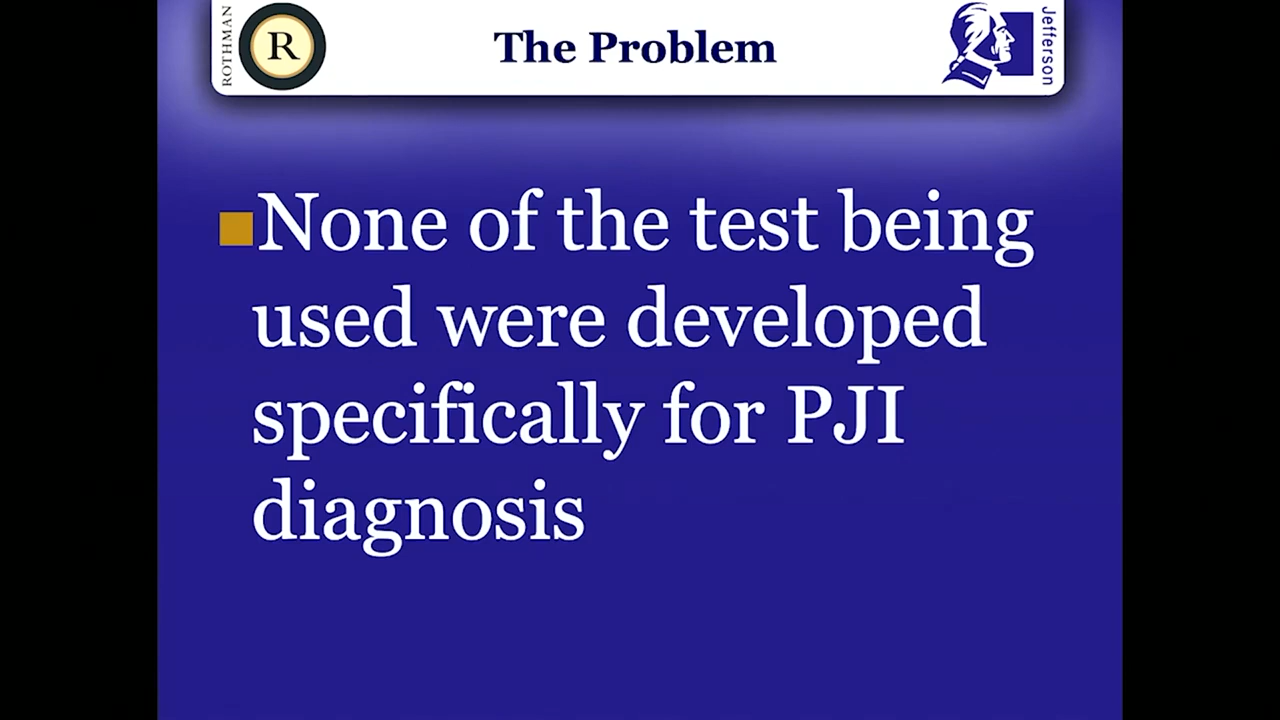 ROTHMAN
R
The Problem
Jefferson
None of the test being
used were developed
specifically for PJI
diagnosis